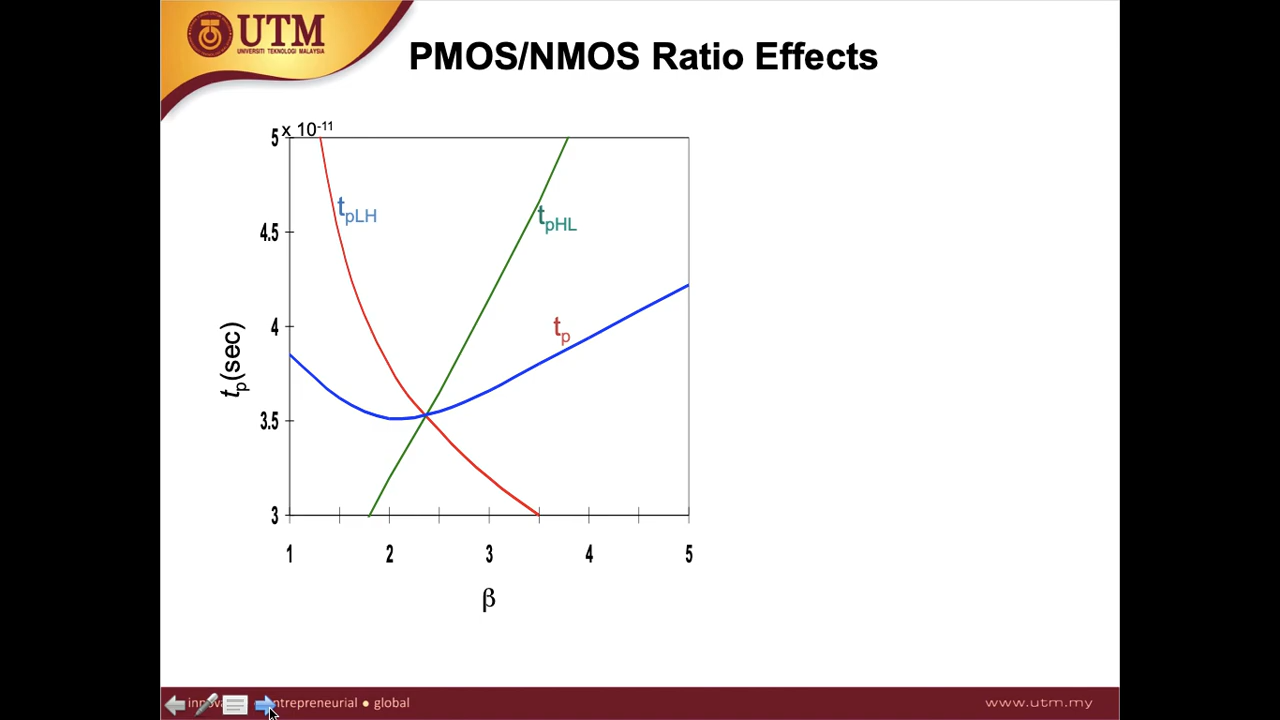 UTM
UNIVERSITI TEKNOLOGI MALAYSIA
PMOS/NMOS Ratio Effects
x 10-11
5
4.5
4
3.5
3
tpLH
tpHL
tp
tp(sec)
1 2 3 4 5
β
innova ntrepreneurial ● global
www.utm.my